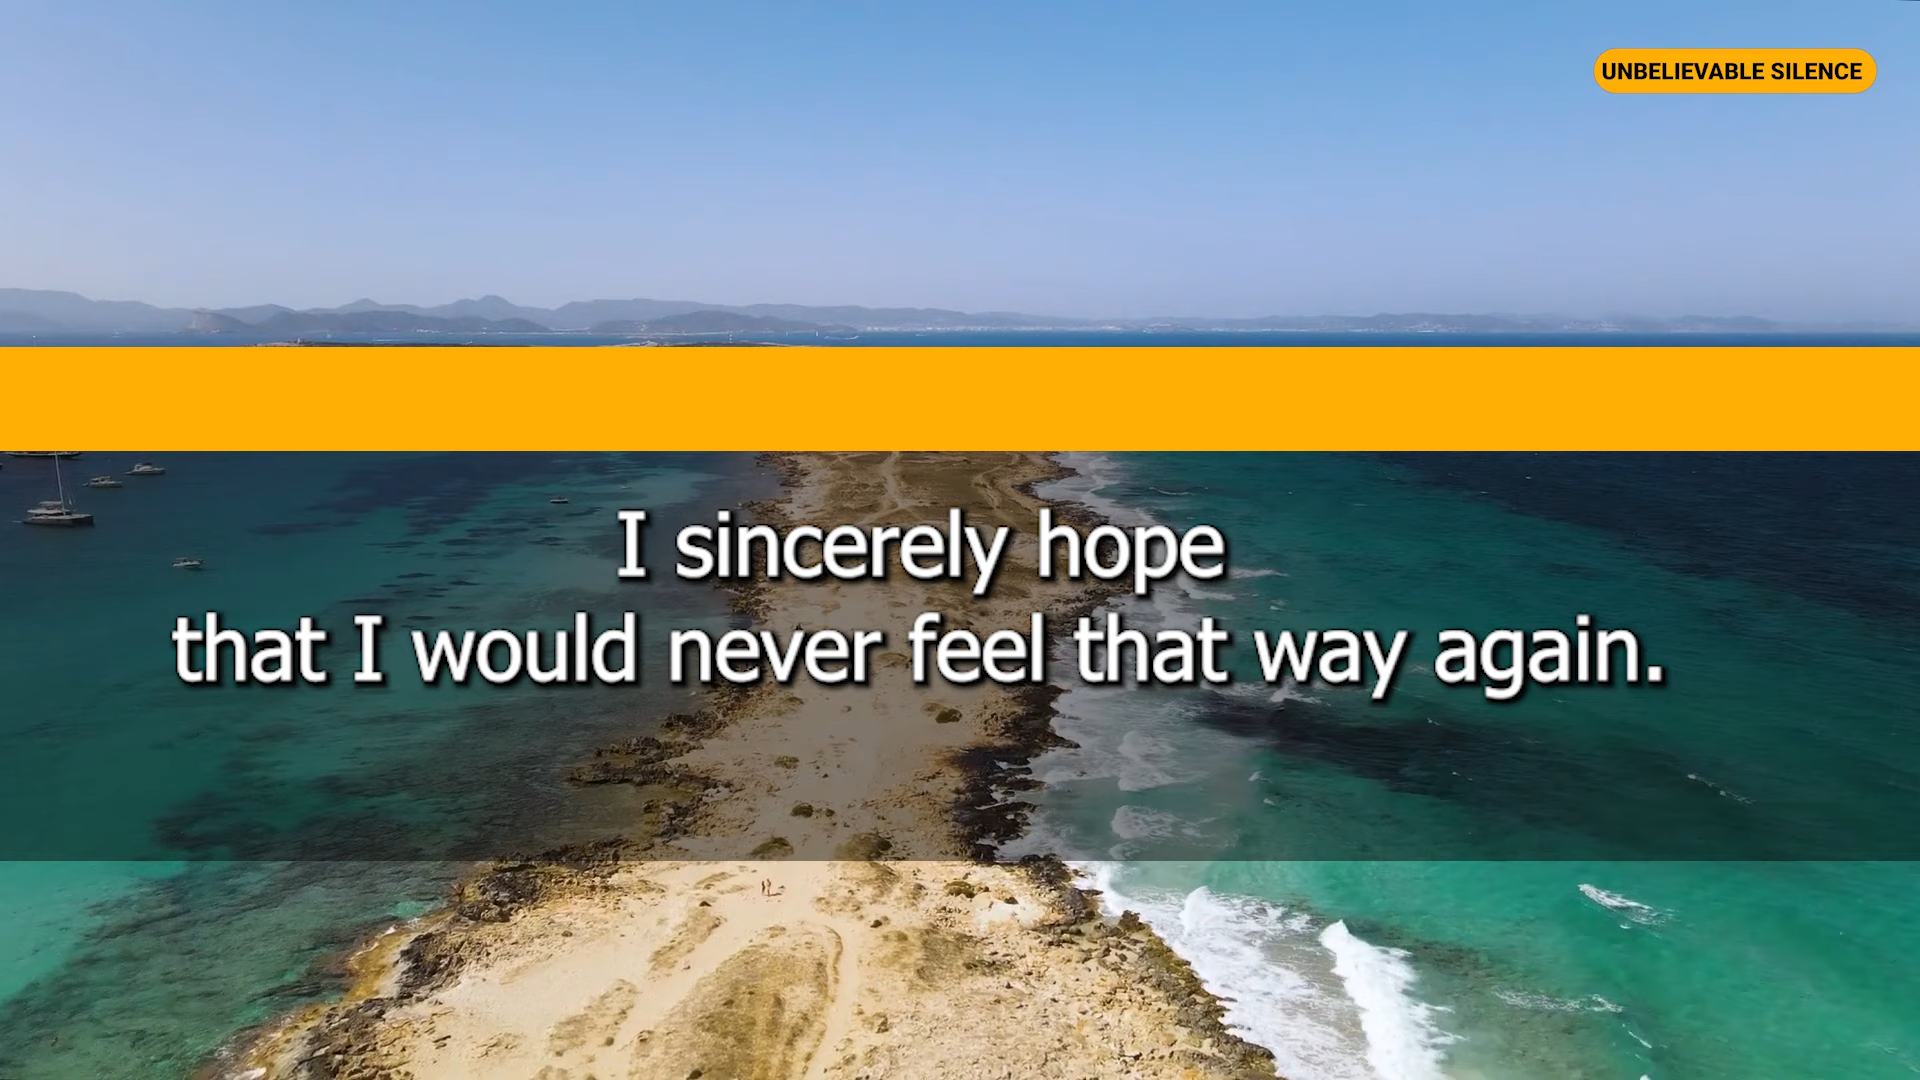 UNBELIEVABLE SILENCE
I sincerely hope
that I would never feel that way again.